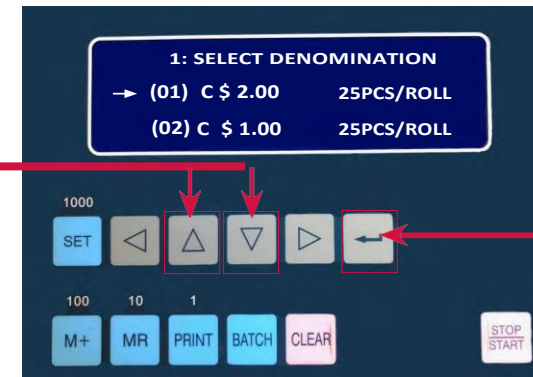 1: SELECT DENOMINATION
(01) C $ 2.00 25PCS/ROLL
(02) C $ 1.00 25PCS/ROLL
1000
SET
100 10 1
M+ MR PRINT BATCH CLEAR STOP
START